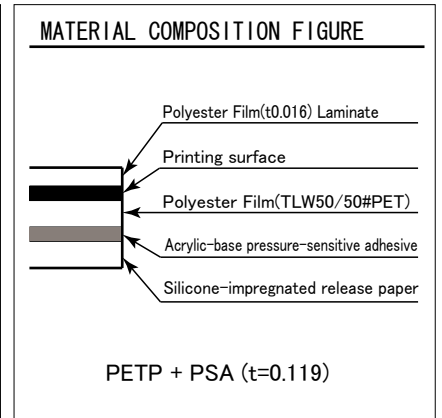 MATERIAL COMPOSITION FIGURE
Polyester Film(t0.016) Laminate
Printing surface
Polyester Film(TLW50/50#PET)
Acrylic-base pressure-sensitive adhesive
Silicone-impregnated release paper
PETP + PSA (t=0.119)